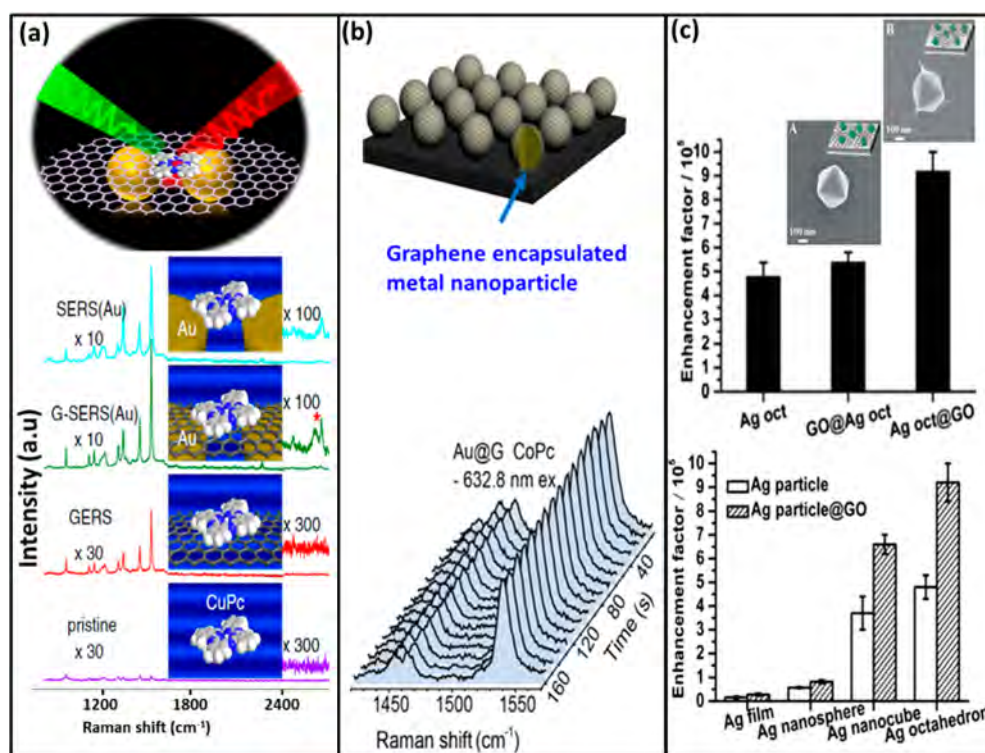 (a)
SERS(Au)
x 10
Au
x 100
G-SERS(Au)
x 10
Au
x 100
*
GERS
x 30
x 300
pristine
x 30
CuPc
x 300
Intensity (a.u)
1200 1800 2400
Raman shift (cm⁻¹)
(b)
Graphene encapsulated
metal nanoparticle
Au@G CoPc
- 632.8 nm ex.
40
80
120
160
Time (s)
1450 1500 1550
Raman shift (cm⁻¹)
(c)
B
100 nm
A
100 nm
Enhancement factor / 10⁵
10
9
8
7
6
5
4
3
2
1
0
Ag oct GO@Ag oct Ag oct@GO
Ag particle
Ag particle@GO
Enhancement factor / 10⁵
10
9
8
7
6
5
4
3
2
1
0
Ag film Ag nanosphere Ag nanocube Ag octahedron